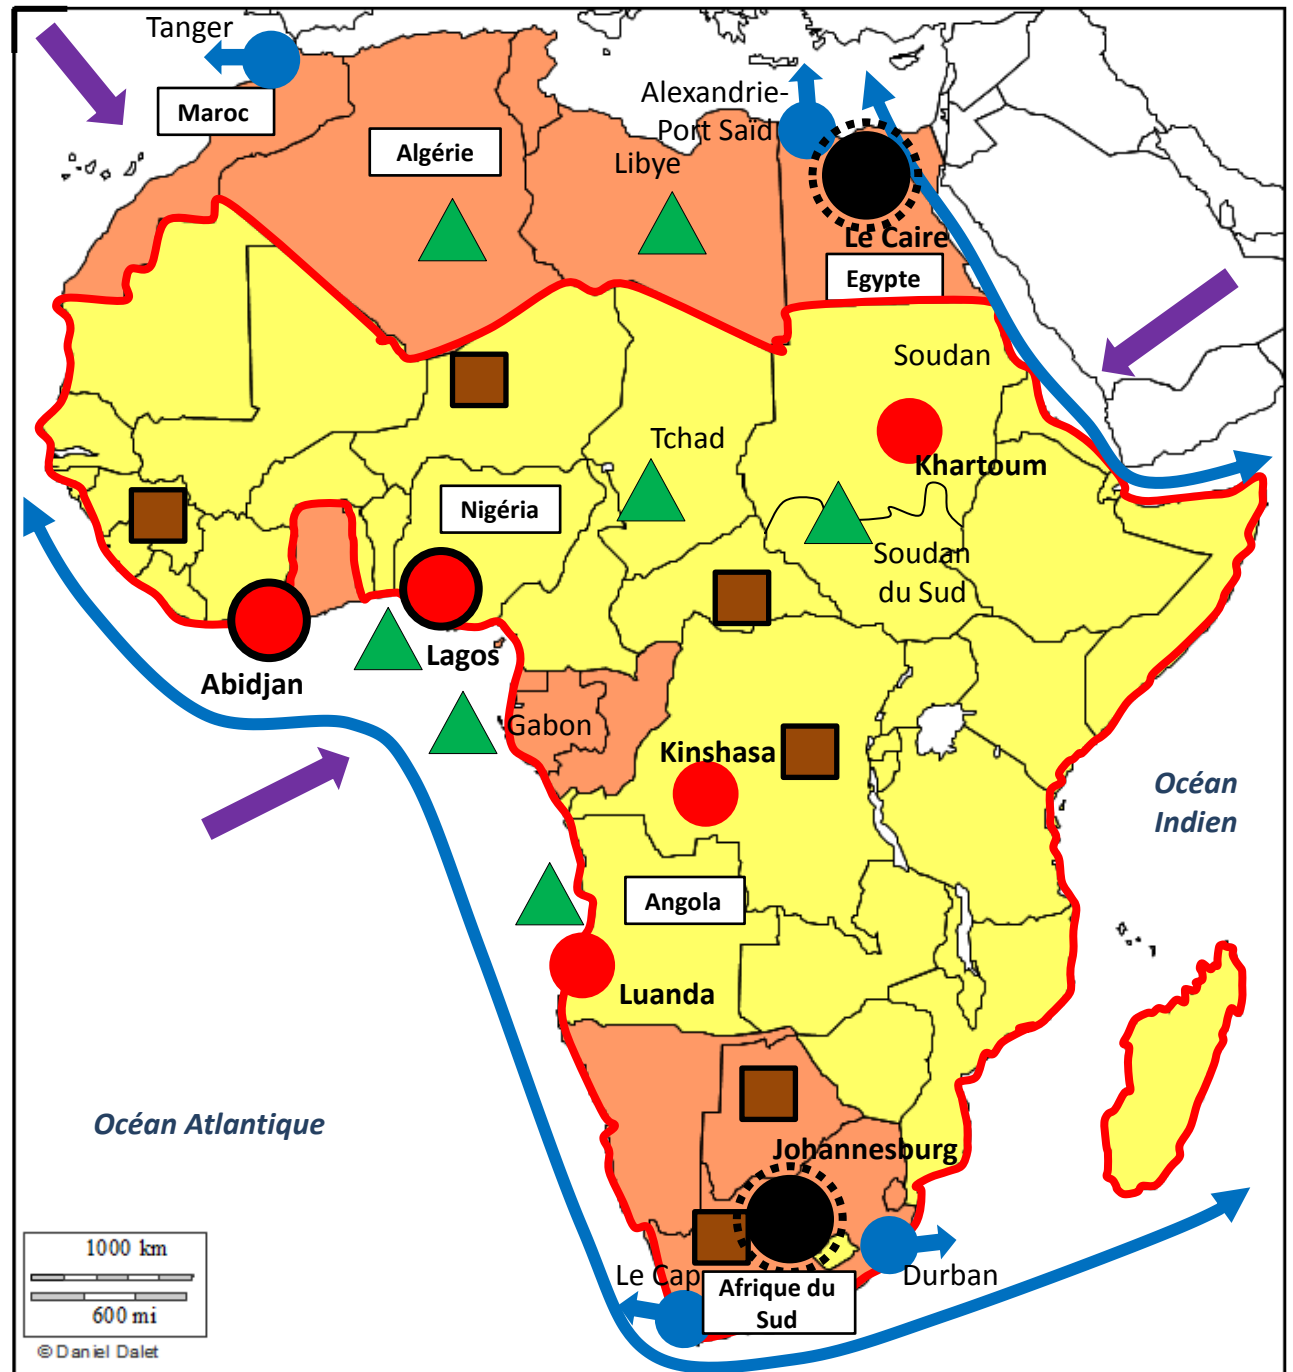 Tanger
Maroc
Alexandrie-
Port Saïd
Algérie
Libye
Le Caire
Egypte
Soudan
Tchad
Khartoum
Nigéria
Soudan
du Sud
Lagos
Abidjan
Gabon
Kinshasa
Océan
Indien
Angola
Luanda
Océan Atlantique
Johannesburg
1000 km
600 mi
© Daniel Dalet
Le Cap
Afrique du
Sud
Durban